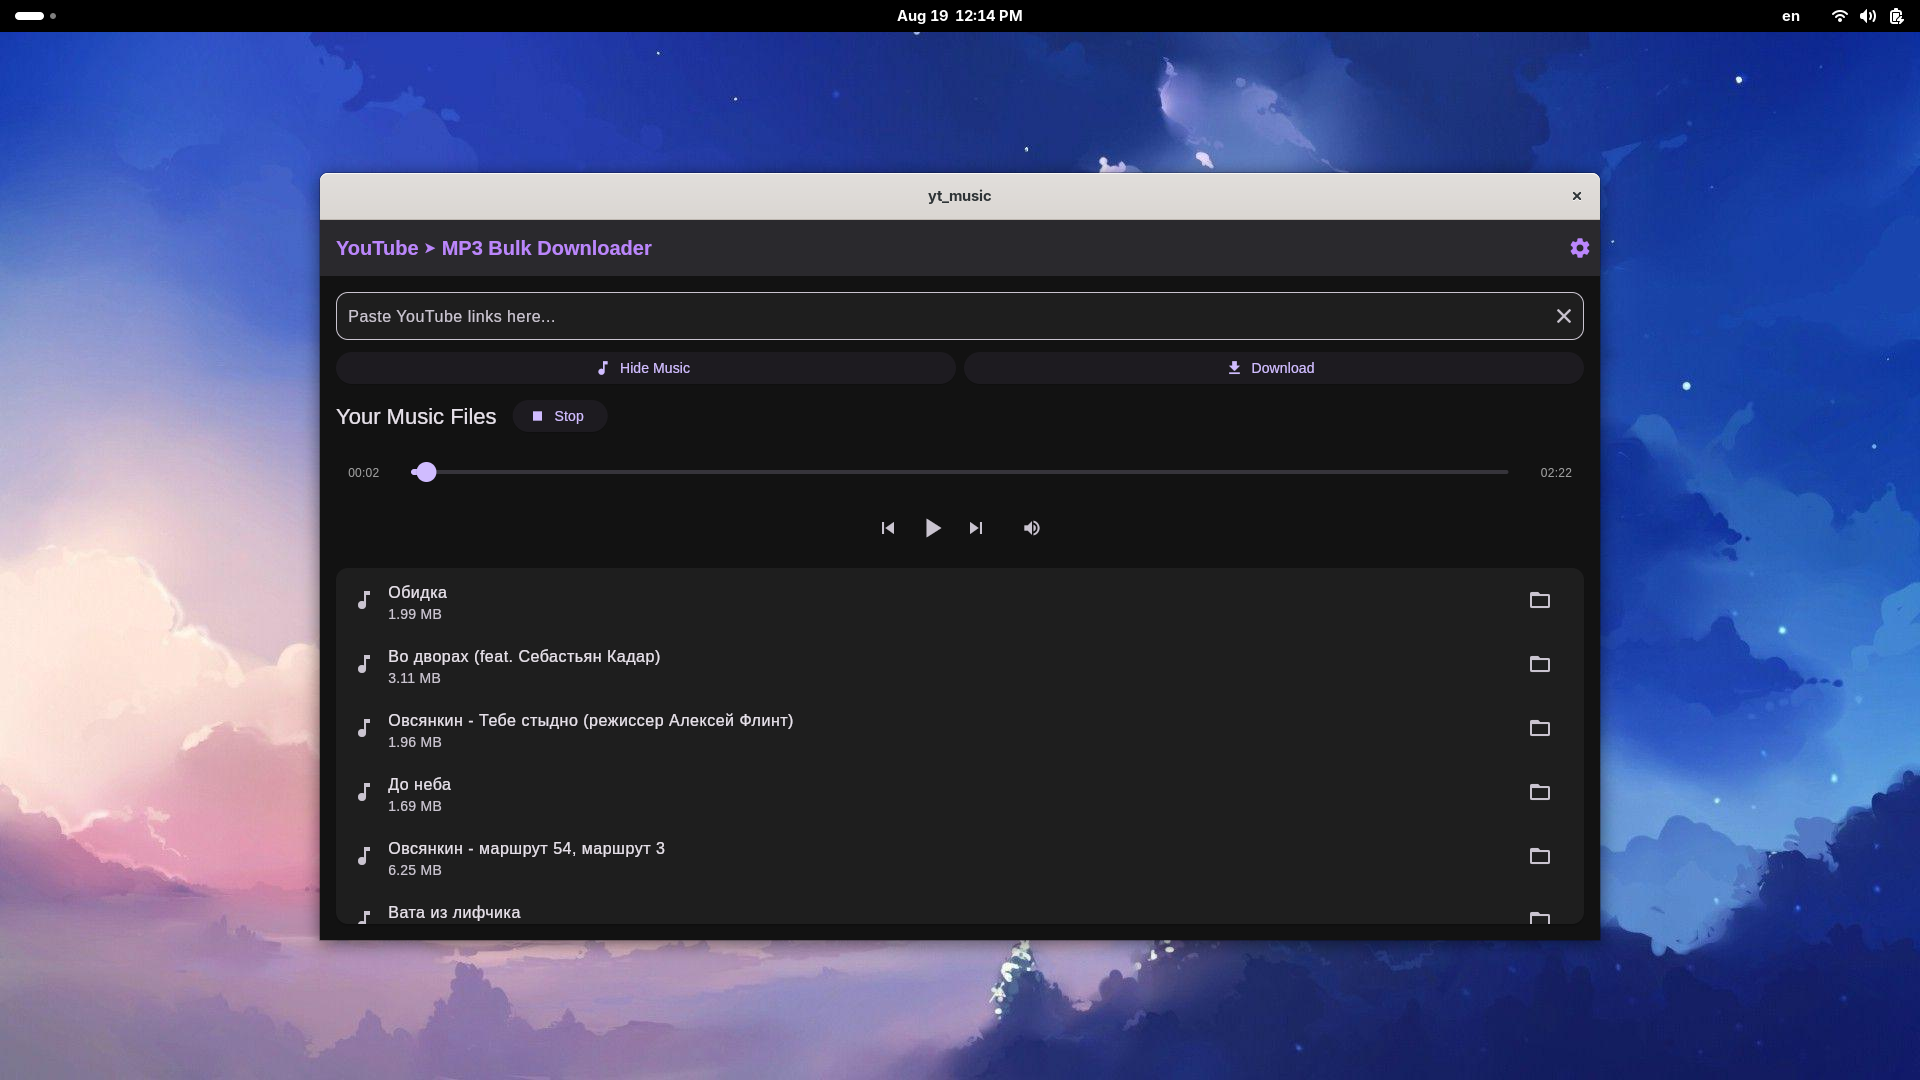 Aug 19 12:14 PM
en
yt_music
YouTube ➤ MP3 Bulk Downloader
Paste YouTube links here...
Hide Music
Download
Your Music Files
Stop
00:02
02:22
Обидка
1.99 MB
Во дворах (feat. Себастьян Кадар)
3.11 MB
Овсянкин - Тебе стыдно (режиссер Алексей Флинт)
1.96 MB
До неба
1.69 MB
Овсянкин - маршрут 54, маршрут 3
6.25 MB
Вата из лифчика